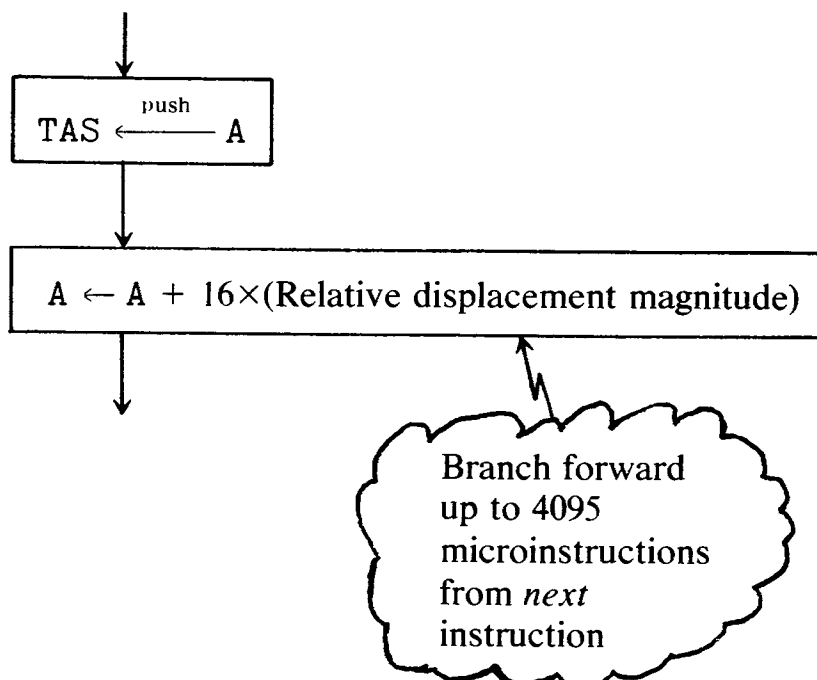 push
TAS ← A
A ← A + 16×(Relative displacement magnitude)
Branch forward
up to 4095
microinstructions
from next
instruction